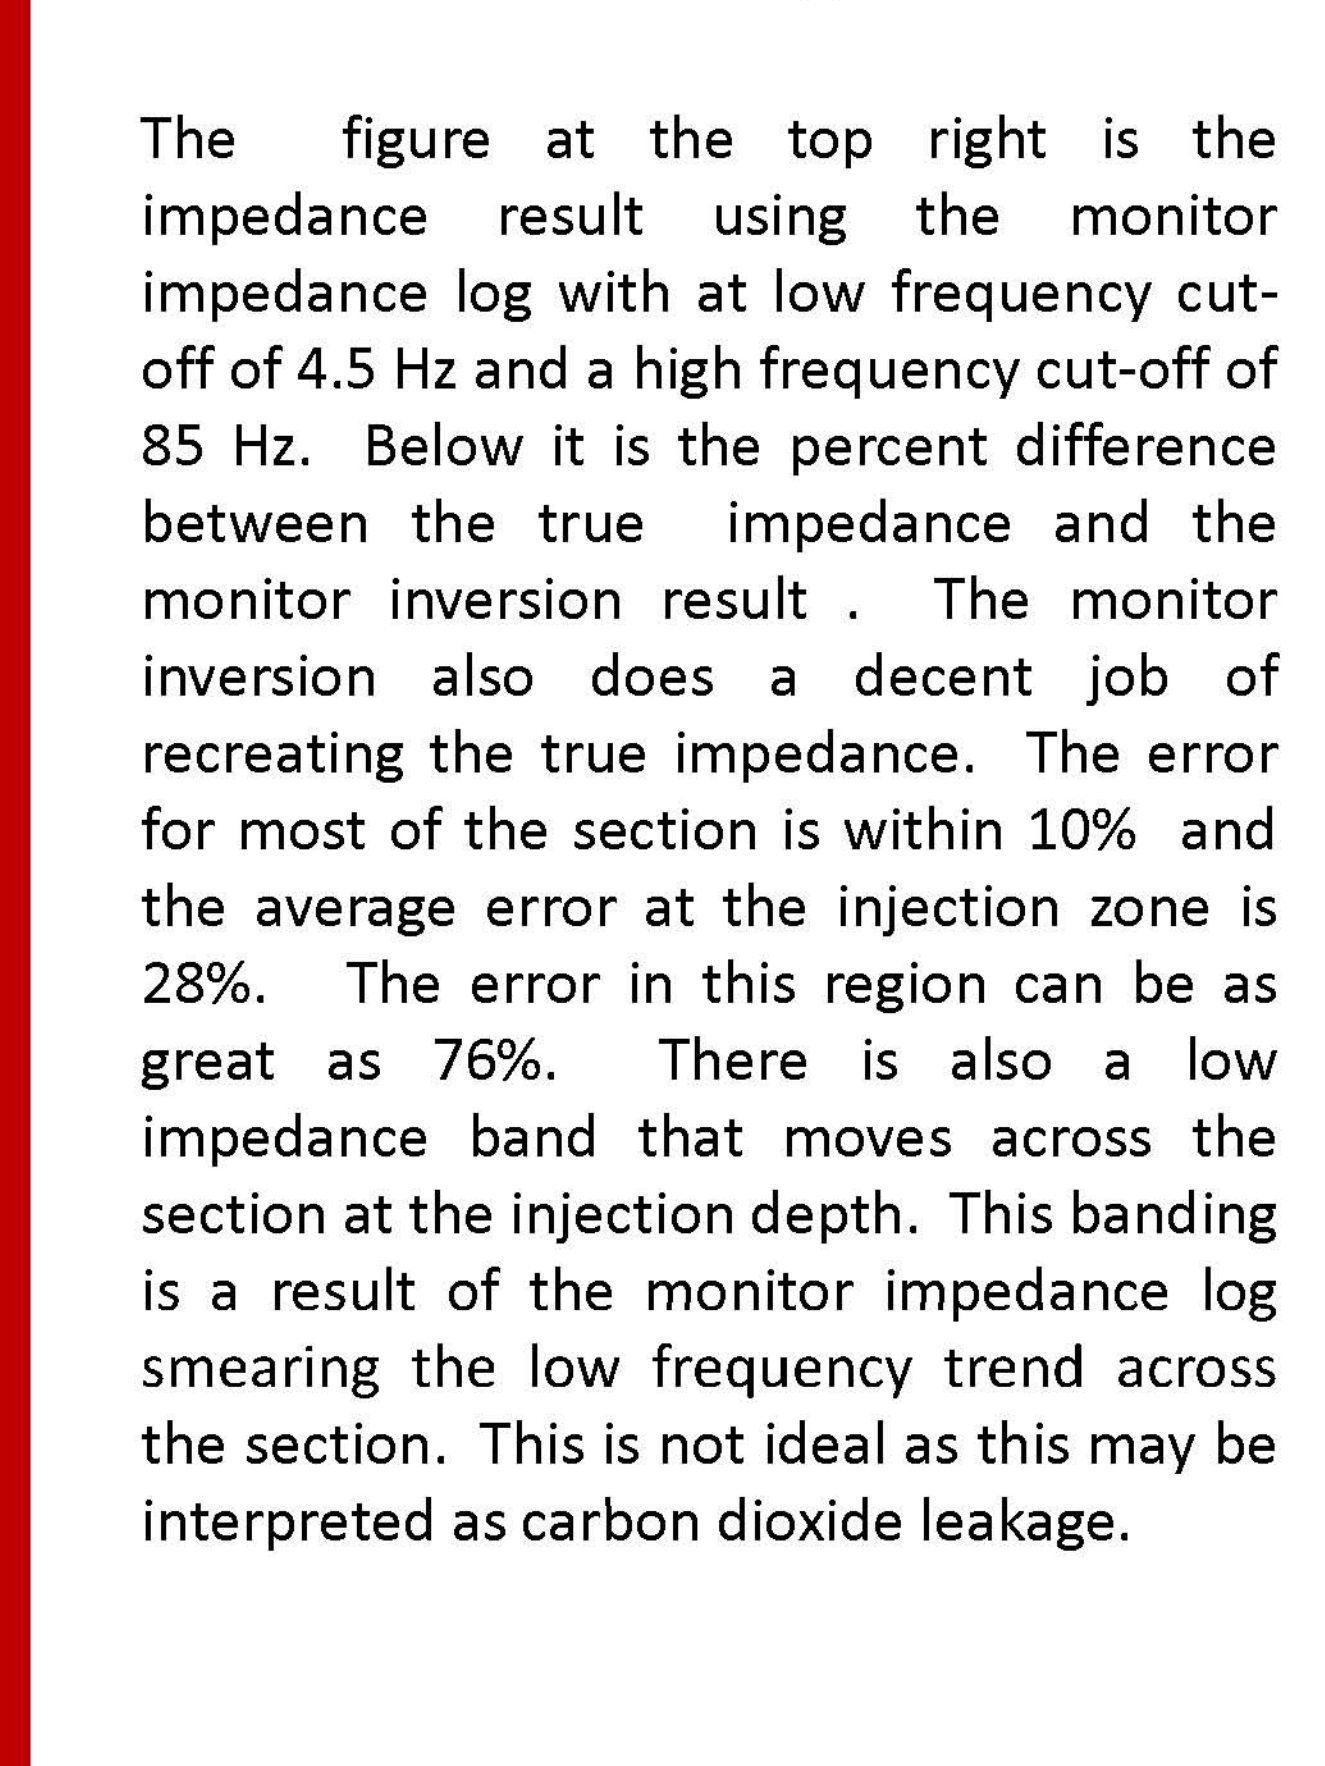 The figure at the top right is the
impedance result using the monitor
impedance log with at low frequency cut-
off of 4.5 Hz and a high frequency cut-off of
85 Hz. Below it is the percent difference
between the true impedance and the
monitor inversion result . The monitor
inversion also does a decent job of
recreating the true impedance. The error
for most of the section is within 10% and
the average error at the injection zone is
28%. The error in this region can be as
great as 76%. There is also a low
impedance band that moves across the
section at the injection depth. This banding
is a result of the monitor impedance log
smearing the low frequency trend across
the section. This is not ideal as this may be
interpreted as carbon dioxide leakage.